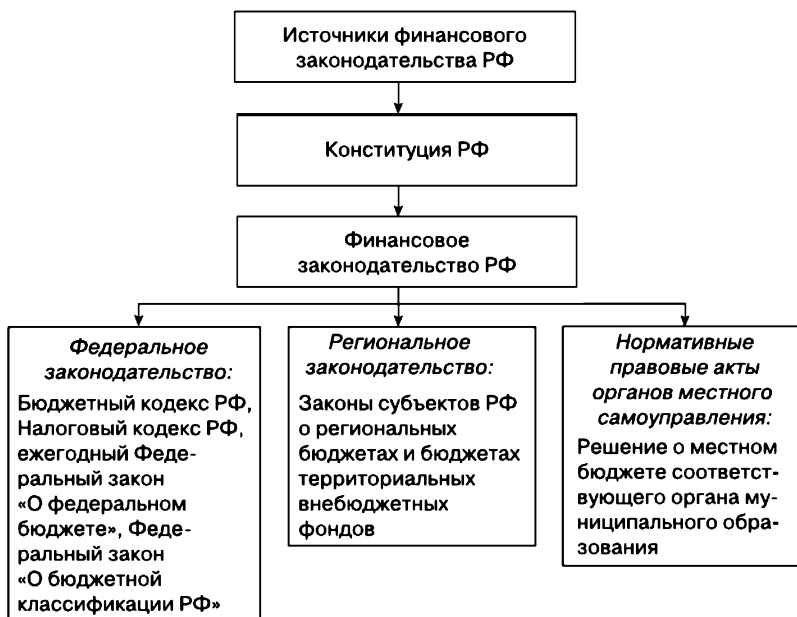 Источники финансового
законодательства РФ
Конституция РФ
Финансовое
законодательство РФ
Федеральное
законодательство:
Бюджетный кодекс РФ,
Налоговый кодекс РФ,
ежегодный Феде-
ральный закон
«О федеральном
бюджете», Феде-
ральный закон
«О бюджетной
классификации РФ»
Региональное
законодательство:
Законы субъектов РФ
о региональных
бюджетах и бюджетах
территориальных
внебюджетных
фондов
Нормативные
правовые акты
органов местного
самоуправления:
Решение о местном
бюджете соответст-
вующего органа му-
ниципального обра-
зования